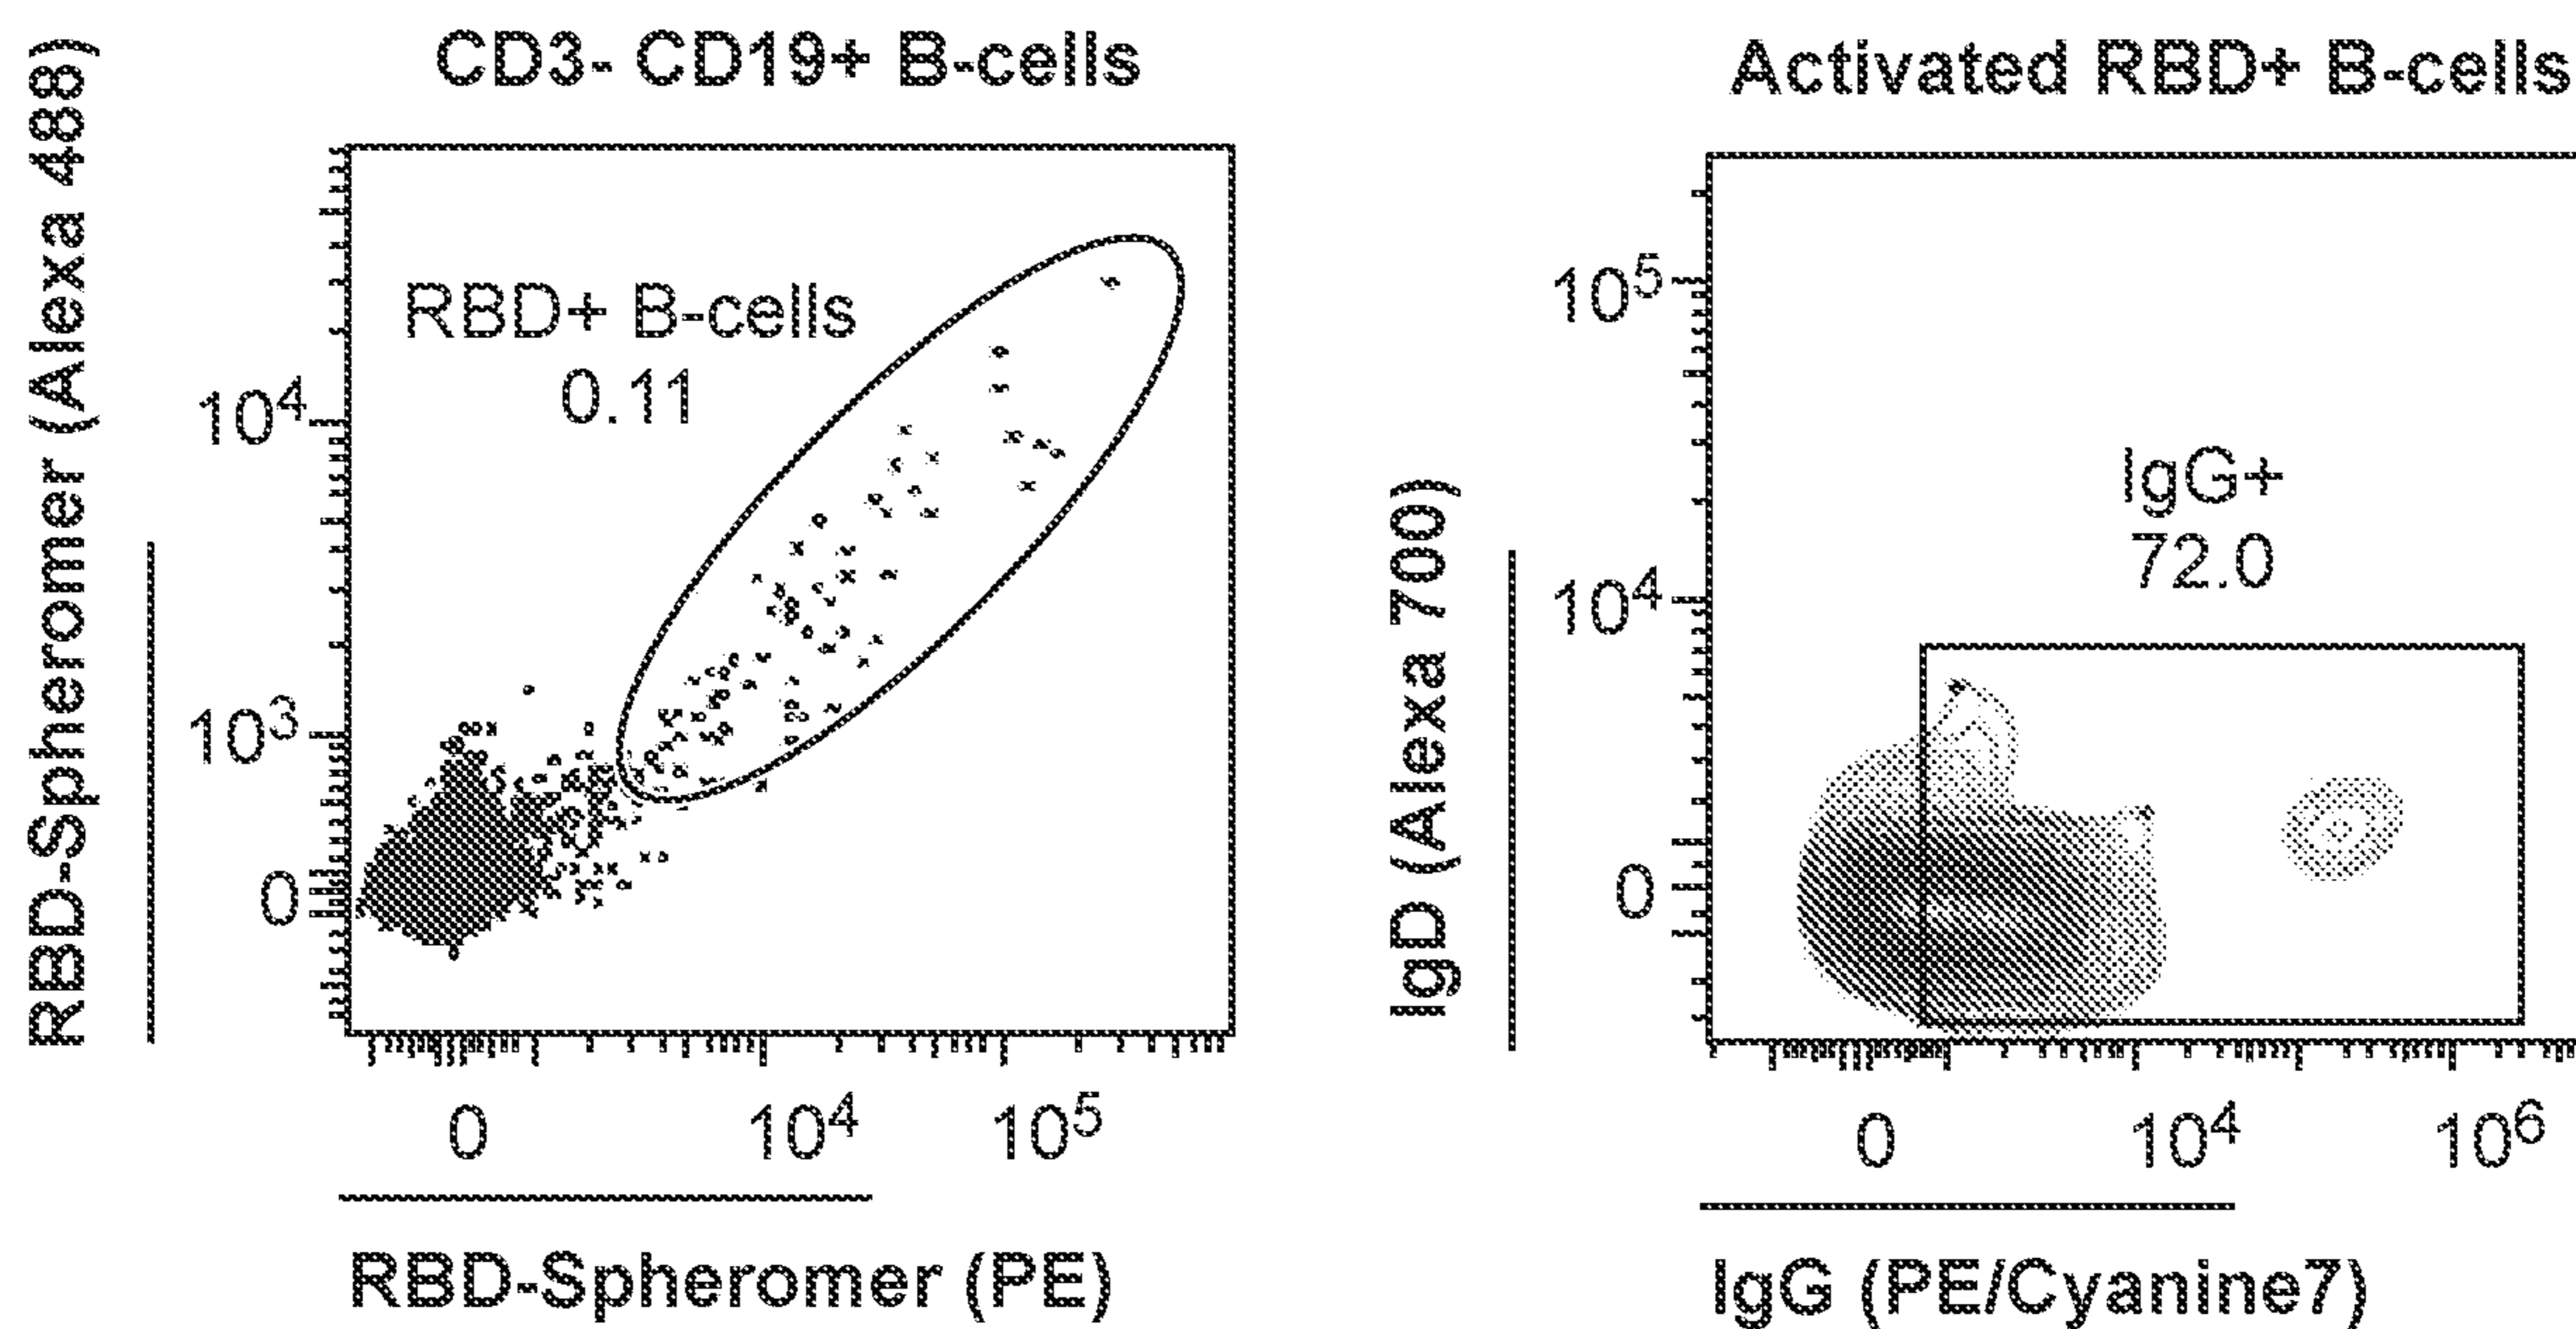 CD3- CD19+ B-cells
RBD-Spheromer (Alexa 488)
RBD+ B-cells
0.11
10⁴
10³
0
0 10⁴ 10⁵
RBD-Spheromer (PE)
Activated RBD+ B-cells
IgD (Alexa 700)
10⁵
IgG+
72.0
10⁴
0
0 10⁴ 10⁶
IgG (PE/Cyanine7)